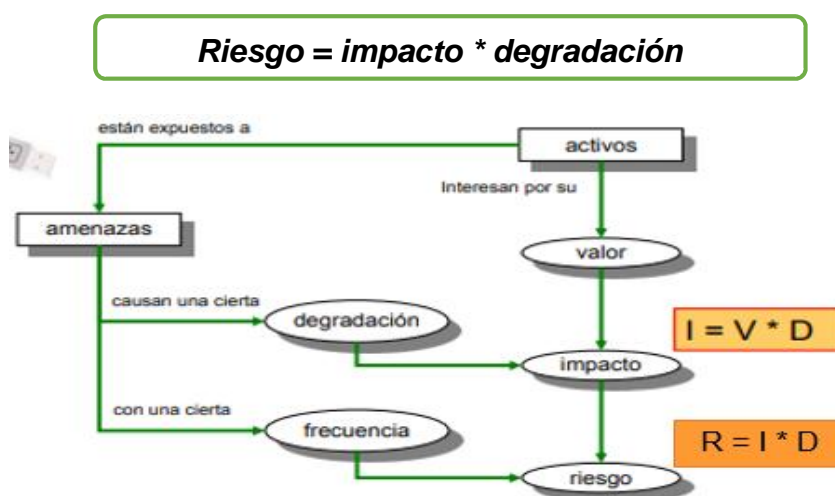 Riesgo = impacto * degradación
están expuestos a
activos
Interesan por su
amenazas
valor
causan una cierta
degradación
I = V * D
impacto
con una cierta
frecuencia
R = I * D
riesgo